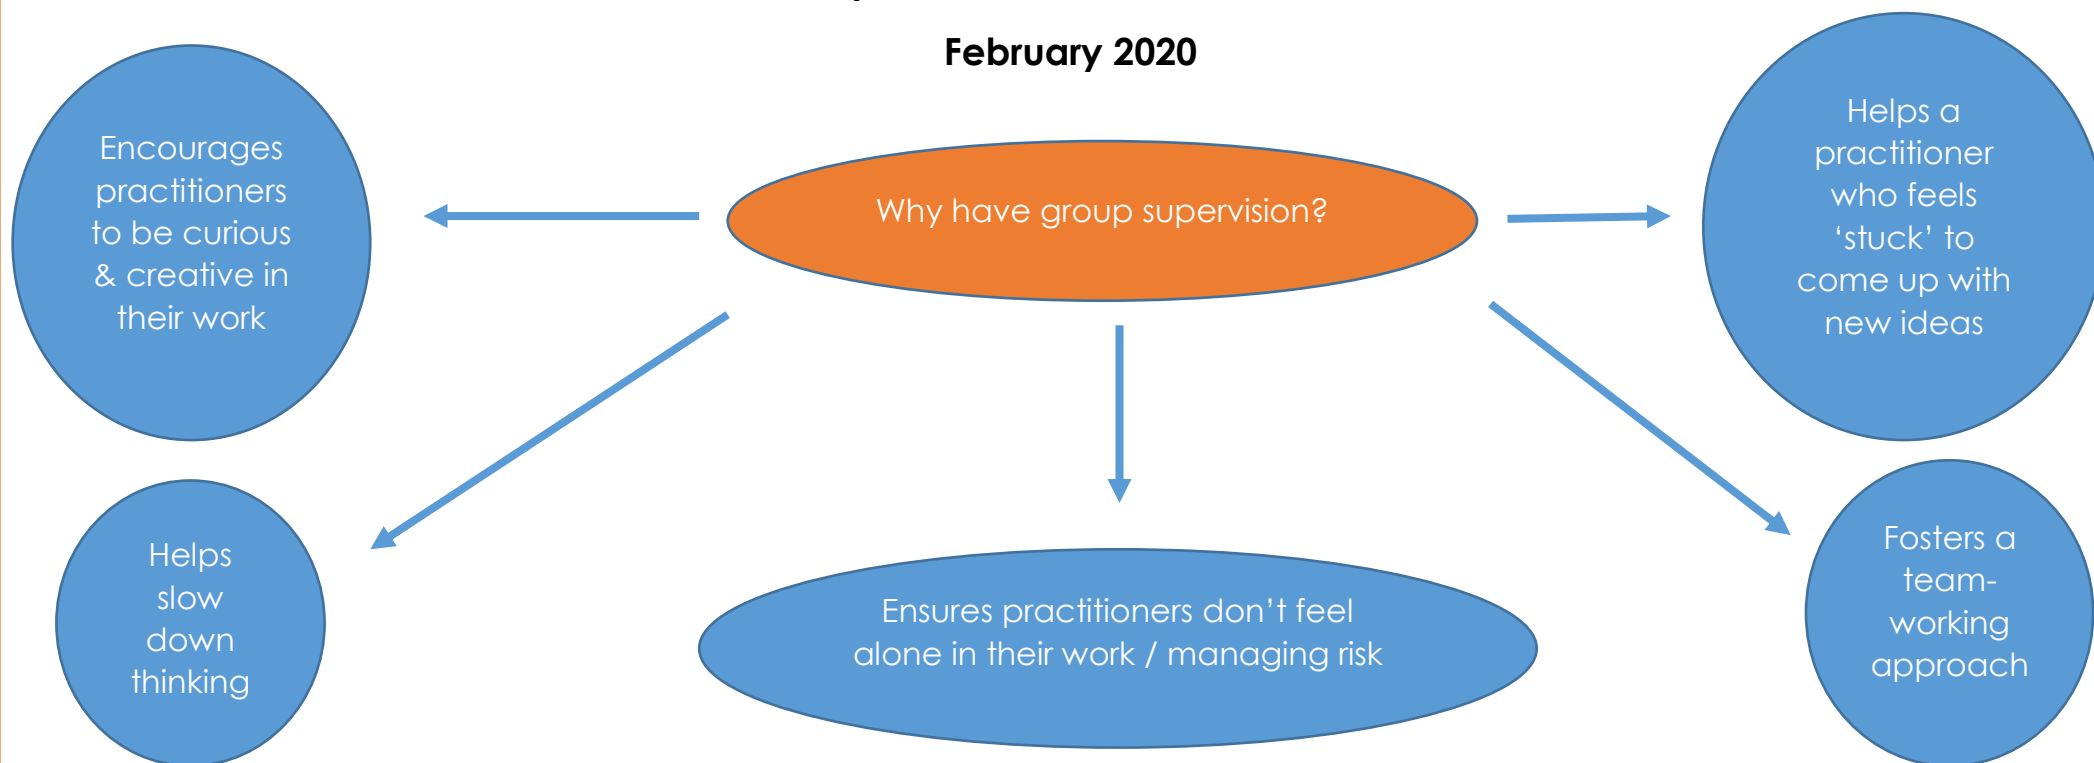 February 2020
Why have group supervision?
Encourages
practitioners
to be curious
& creative in
their work
Helps a
practitioner
who feels
‘stuck’ to
come up with
new ideas
Helps
slow
down
thinking
Ensures practitioners don’t feel
alone in their work / managing risk
Fosters a
team-
working
approach